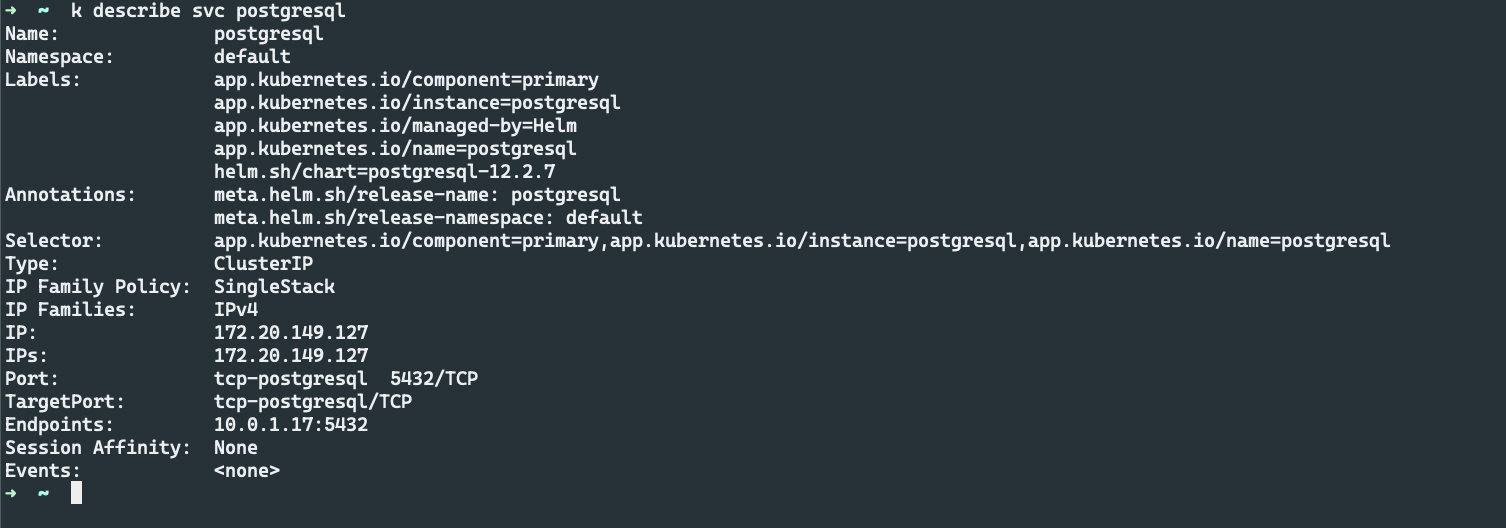 ➜  ~  k describe svc postgresql
Name:              postgresql
Namespace:         default
Labels:            app.kubernetes.io/component=primary
                   app.kubernetes.io/instance=postgresql
                   app.kubernetes.io/managed-by=Helm
                   app.kubernetes.io/name=postgresql
                   helm.sh/chart=postgresql-12.2.7
Annotations:       meta.helm.sh/release-name: postgresql
                   meta.helm.sh/release-namespace: default
Selector:          app.kubernetes.io/component=primary,app.kubernetes.io/instance=postgresql,app.kubernetes.io/name=postgresql
Type:              ClusterIP
IP Family Policy:  SingleStack
IP Families:       IPv4
IP:                172.20.149.127
IPs:               172.20.149.127
Port:              tcp-postgresql  5432/TCP
TargetPort:        tcp-postgresql/TCP
Endpoints:         10.0.1.17:5432
Session Affinity:  None
Events:            <none>
➜  ~